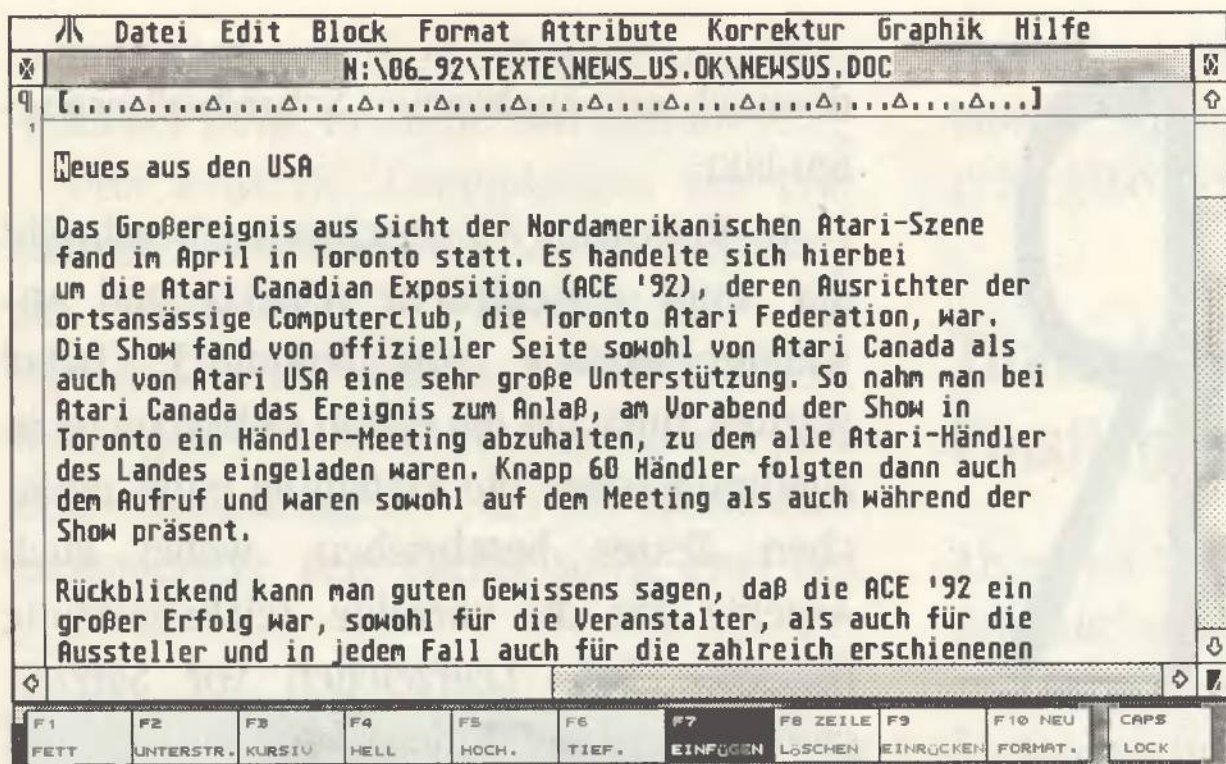 Datei Edit Block Format Attribute Korrektur Graphik Hilfe
N:\06_92\TEXTE\NEWS_US.OK\NEWSUS.DOC
Neues aus den USA
Das Großereignis aus Sicht der Nordamerikanischen Atari-Szene
fand im April in Toronto statt. Es handelte sich hierbei
um die Atari Canadian Exposition (ACE '92), deren Ausrichter der
ortsansässige Computerclub, die Toronto Atari Federation, war.
Die Show fand von offizieller Seite sowohl von Atari Canada als
auch von Atari USA eine sehr große Unterstützung. So nahm man bei
Atari Canada das Ereignis zum Anlaß, am Vorabend der Show in
Toronto ein Händler-Meeting abzuhalten, zu dem alle Atari-Händler
des Landes eingeladen waren. Knapp 60 Händler folgten dann auch
dem Aufruf und waren sowohl auf dem Meeting als auch während der
Show präsent.
Rückblickend kann man guten Gewissens sagen, daß die ACE '92 ein
großer Erfolg war, sowohl für die Veranstalter, als auch für die
Aussteller und in jedem Fall auch für die zahlreich erschienenen
F1 F2 F3 F4 F5 F6 F7 F8 ZEILE F9 F10 NEU CAPS
FETT UNTERSTR. KURSIV HELL HOCH. TIEF. EINFÜGEN LÖSCHEN EINRÜCKEN FORMAT. LOCK